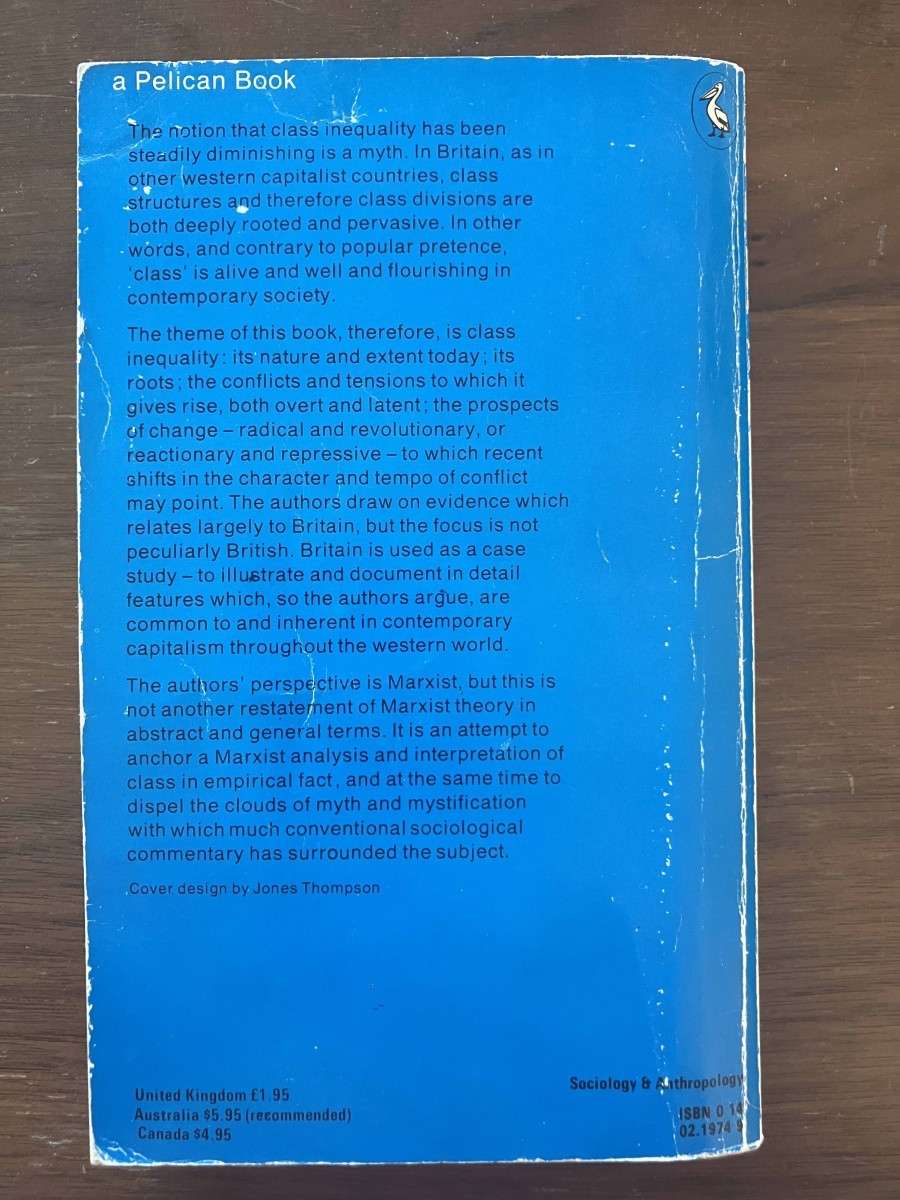 a Pelican Book
The notion that class inequality has been
steadily diminishing is a myth. In Britain, as in
other western capitalist countries, class
structures and therefore class divisions are
both deeply rooted and pervasive. In other
words, and contrary to popular pretence,
'class' is alive and well and flourishing in
contemporary society.
The theme of this book, therefore, is class
inequality: its nature and extent today; its
roots; the conflicts and tensions to which it
gives rise, both overt and latent; the prospects
of change – radical and revolutionary, or
reactionary and repressive – to which recent
shifts in the character and tempo of conflict
may point. The authors draw on evidence which
relates largely to Britain, but the focus is not
peculiarly British. Britain is used as a case
study – to illustrate and document in detail
features which, so the authors argue, are
common to and inherent in contemporary
capitalism throughout the western world.
The authors' perspective is Marxist, but this is
not another restatement of Marxist theory in
abstract and general terms. It is an attempt to
anchor a Marxist analysis and interpretation of
class in empirical fact, and at the same time to
dispel the clouds of myth and mystification
with which much conventional sociological
commentary has surrounded the subject.
Cover design by Jones Thompson
United Kingdom £1.95
Australia $5.95 (recommended)
Canada $4.95
Sociology & Anthropology
ISBN 0 14
02.1974 9